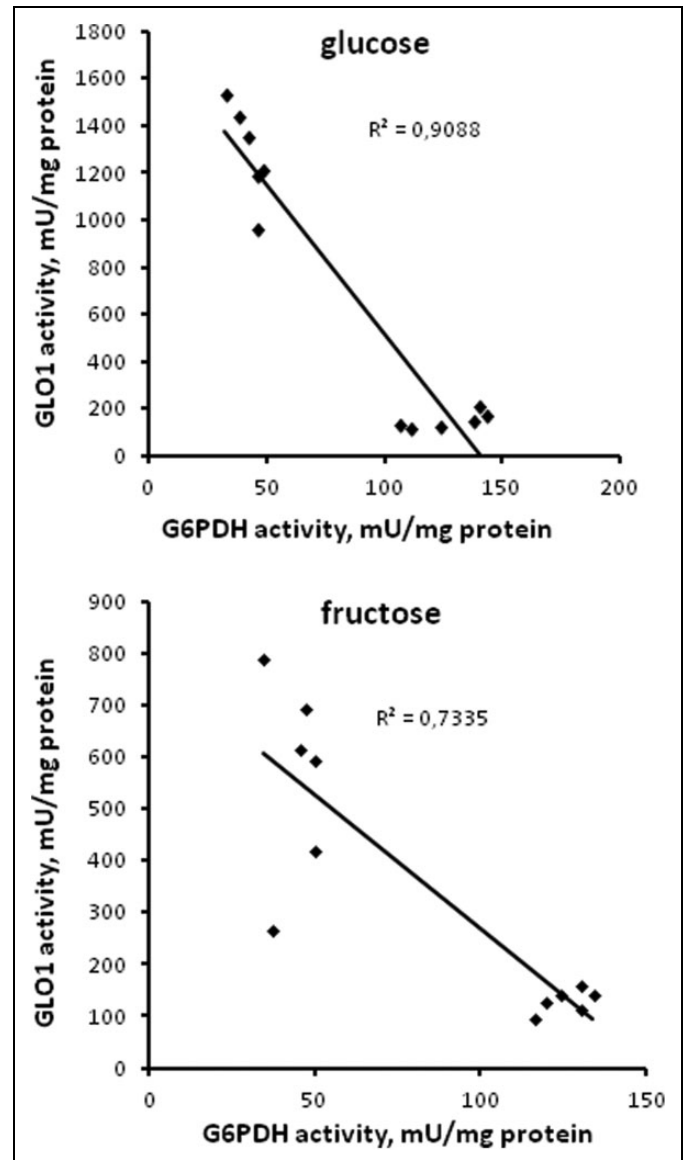 glucose
R² = 0,9088
GLO1 activity, mU/mg protein
1800
1600
1400
1200
1000
800
600
400
200
0
0 50 100 150 200
G6PDH activity, mU/mg protein
fructose
R² = 0,7335
GLO1 activity, mU/mg protein
900
800
700
600
500
400
300
200
100
0
0 50 100 150
G6PDH activity, mU/mg protein